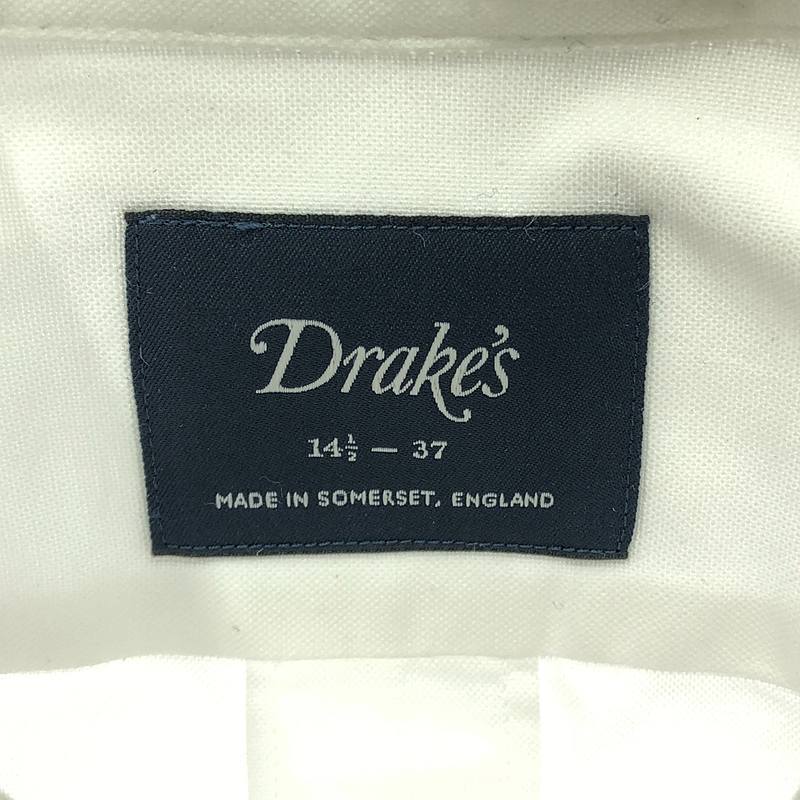 Drake's
14½ — 37
MADE IN SOMERSET, ENGLAND